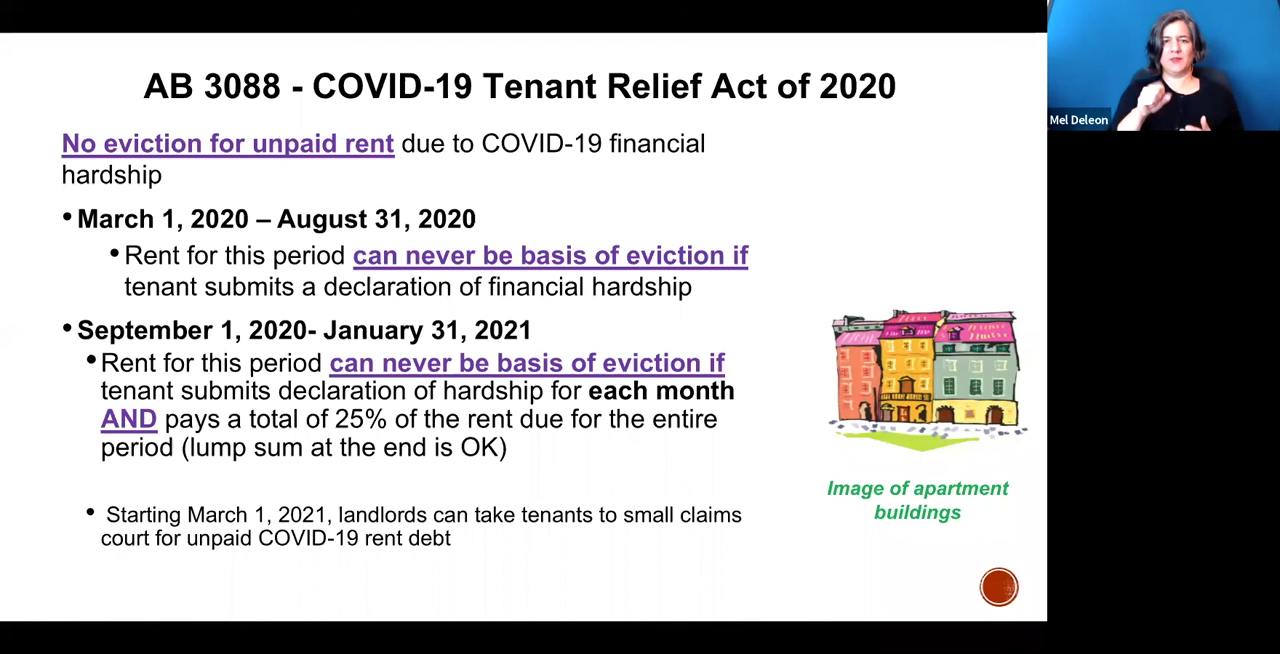 AB 3088 - COVID-19 Tenant Relief Act of 2020
No eviction for unpaid rent due to COVID-19 financial
hardship
• March 1, 2020 – August 31, 2020
• Rent for this period can never be basis of eviction if
tenant submits a declaration of financial hardship
• September 1, 2020- January 31, 2021
• Rent for this period can never be basis of eviction if
tenant submits declaration of hardship for each month
AND pays a total of 25% of the rent due for the entire
period (lump sum at the end is OK)
• Starting March 1, 2021, landlords can take tenants to small claims
court for unpaid COVID-19 rent debt
Image of apartment
buildings
Mel Deleon